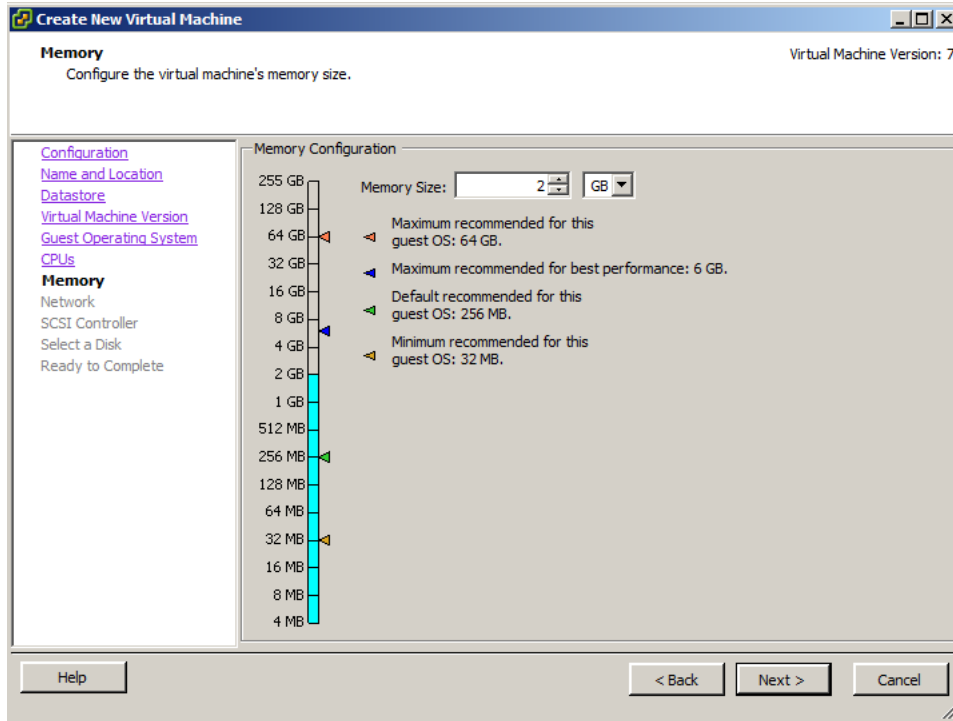 Create New Virtual Machine
Memory
Virtual Machine Version: 7
Configure the virtual machine's memory size.
Configuration
Name and Location
Datastore
Virtual Machine Version
Guest Operating System
CPUs
Memory
Network
SCSI Controller
Select a Disk
Ready to Complete
Memory Configuration
255 GB
128 GB
64 GB
32 GB
16 GB
8 GB
4 GB
2 GB
1 GB
512 MB
256 MB
128 MB
64 MB
32 MB
16 MB
8 MB
4 MB
Memory Size: 2 GB
Maximum recommended for this
guest OS: 64 GB.
Maximum recommended for best performance: 6 GB.
Default recommended for this
guest OS: 256 MB.
Minimum recommended for this
guest OS: 32 MB.
Help
< Back
Next >
Cancel